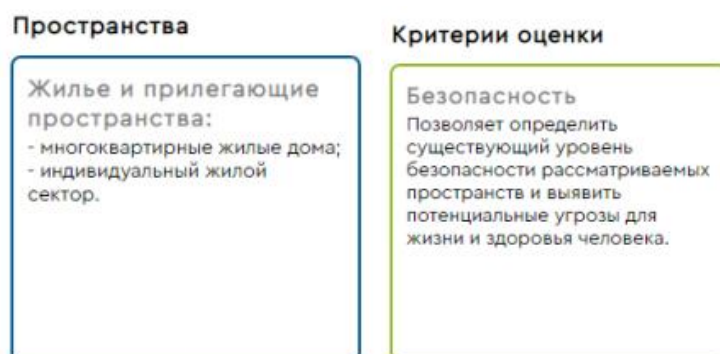 Пространства
Жилье и прилегающие
пространства:
- многоквартирные жилые дома;
- индивидуальный жилой
сектор.
Критерии оценки
Безопасность
Позволяет определить
существующий уровень
безопасности рассматриваемых
пространств и выявить
потенциальные угрозы для
жизни и здоровья человека.